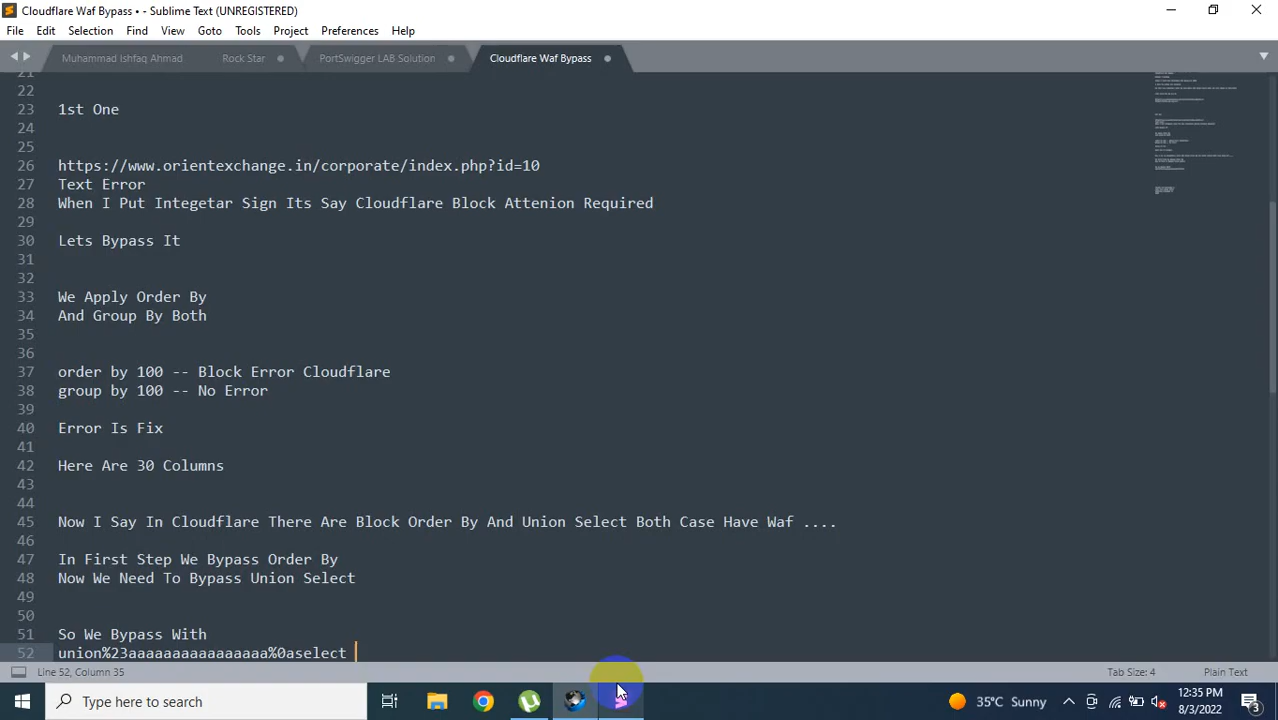 Cloudflare Waf Bypass • - Sublime Text (UNREGISTERED)
File Edit Selection Find View Goto Tools Project Preferences Help
Muhammad Ishfaq Ahmad Rock Star PortSwigger LAB Solution Cloudflare Waf Bypass
21
22
23 1st One
24
25
26 https://www.orientexchange.in/corporate/index.php?id=10
27 Text Error
28 When I Put Integetar Sign Its Say Cloudflare Block Attenion Required
29
30 Lets Bypass It
31
32
33 We Apply Order By
34 And Group By Both
35
36
37 order by 100 -- Block Error Cloudflare
38 group by 100 -- No Error
39
40 Error Is Fix
41
42 Here Are 30 Columns
43
44
45 Now I Say In Cloudflare There Are Block Order By And Union Select Both Case Have Waf ....
46
47 In First Step We Bypass Order By
48 Now We Need To Bypass Union Select
49
50
51 So We Bypass With
52 union%23aaaaaaaaaaaaaaaa%0aselect
Line 52, Column 35 Tab Size: 4 Plain Text
Type here to search 35°C Sunny 12:35 PM
8/3/2022 3